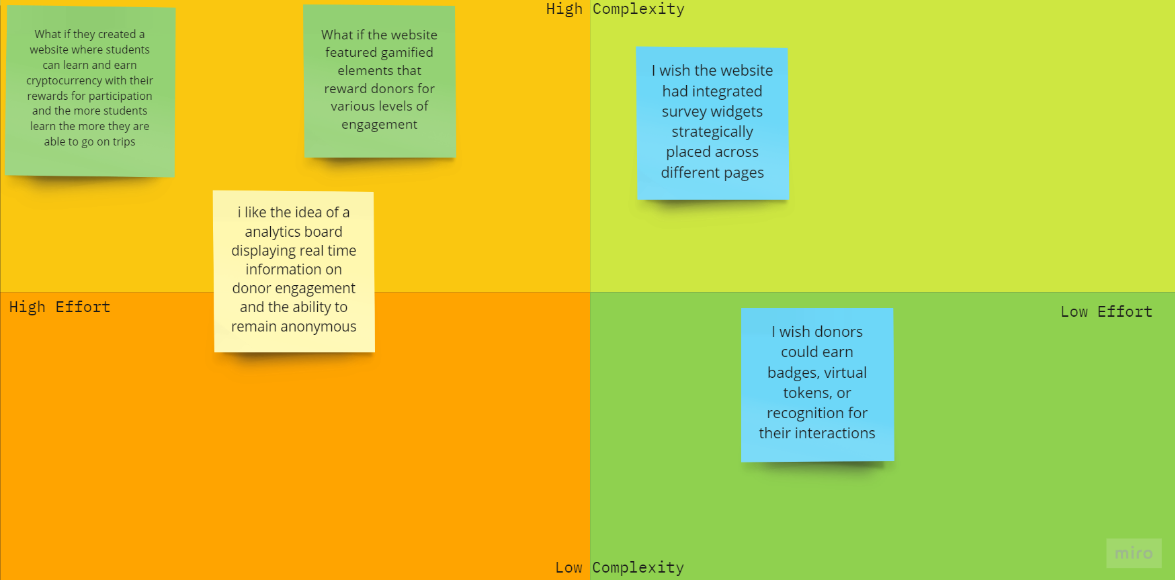 High Complexity
What if they created a
website where students
can learn and earn
cryptocurrency with their
rewards for participation
and the more students
learn the more they are
able to go on trips
What if the website
featured gamified
elements that
reward donors for
various levels of
engagement
I wish the website
had integrated
survey widgets
strategically
placed across
different pages
i like the idea of a
analytics board
displaying real time
information on
donor engagement
and the ability to
remain anonymous
High Effort
Low Effort
I wish donors
could earn
badges, virtual
tokens, or
recognition for
their interactions
Low Complexity
miro